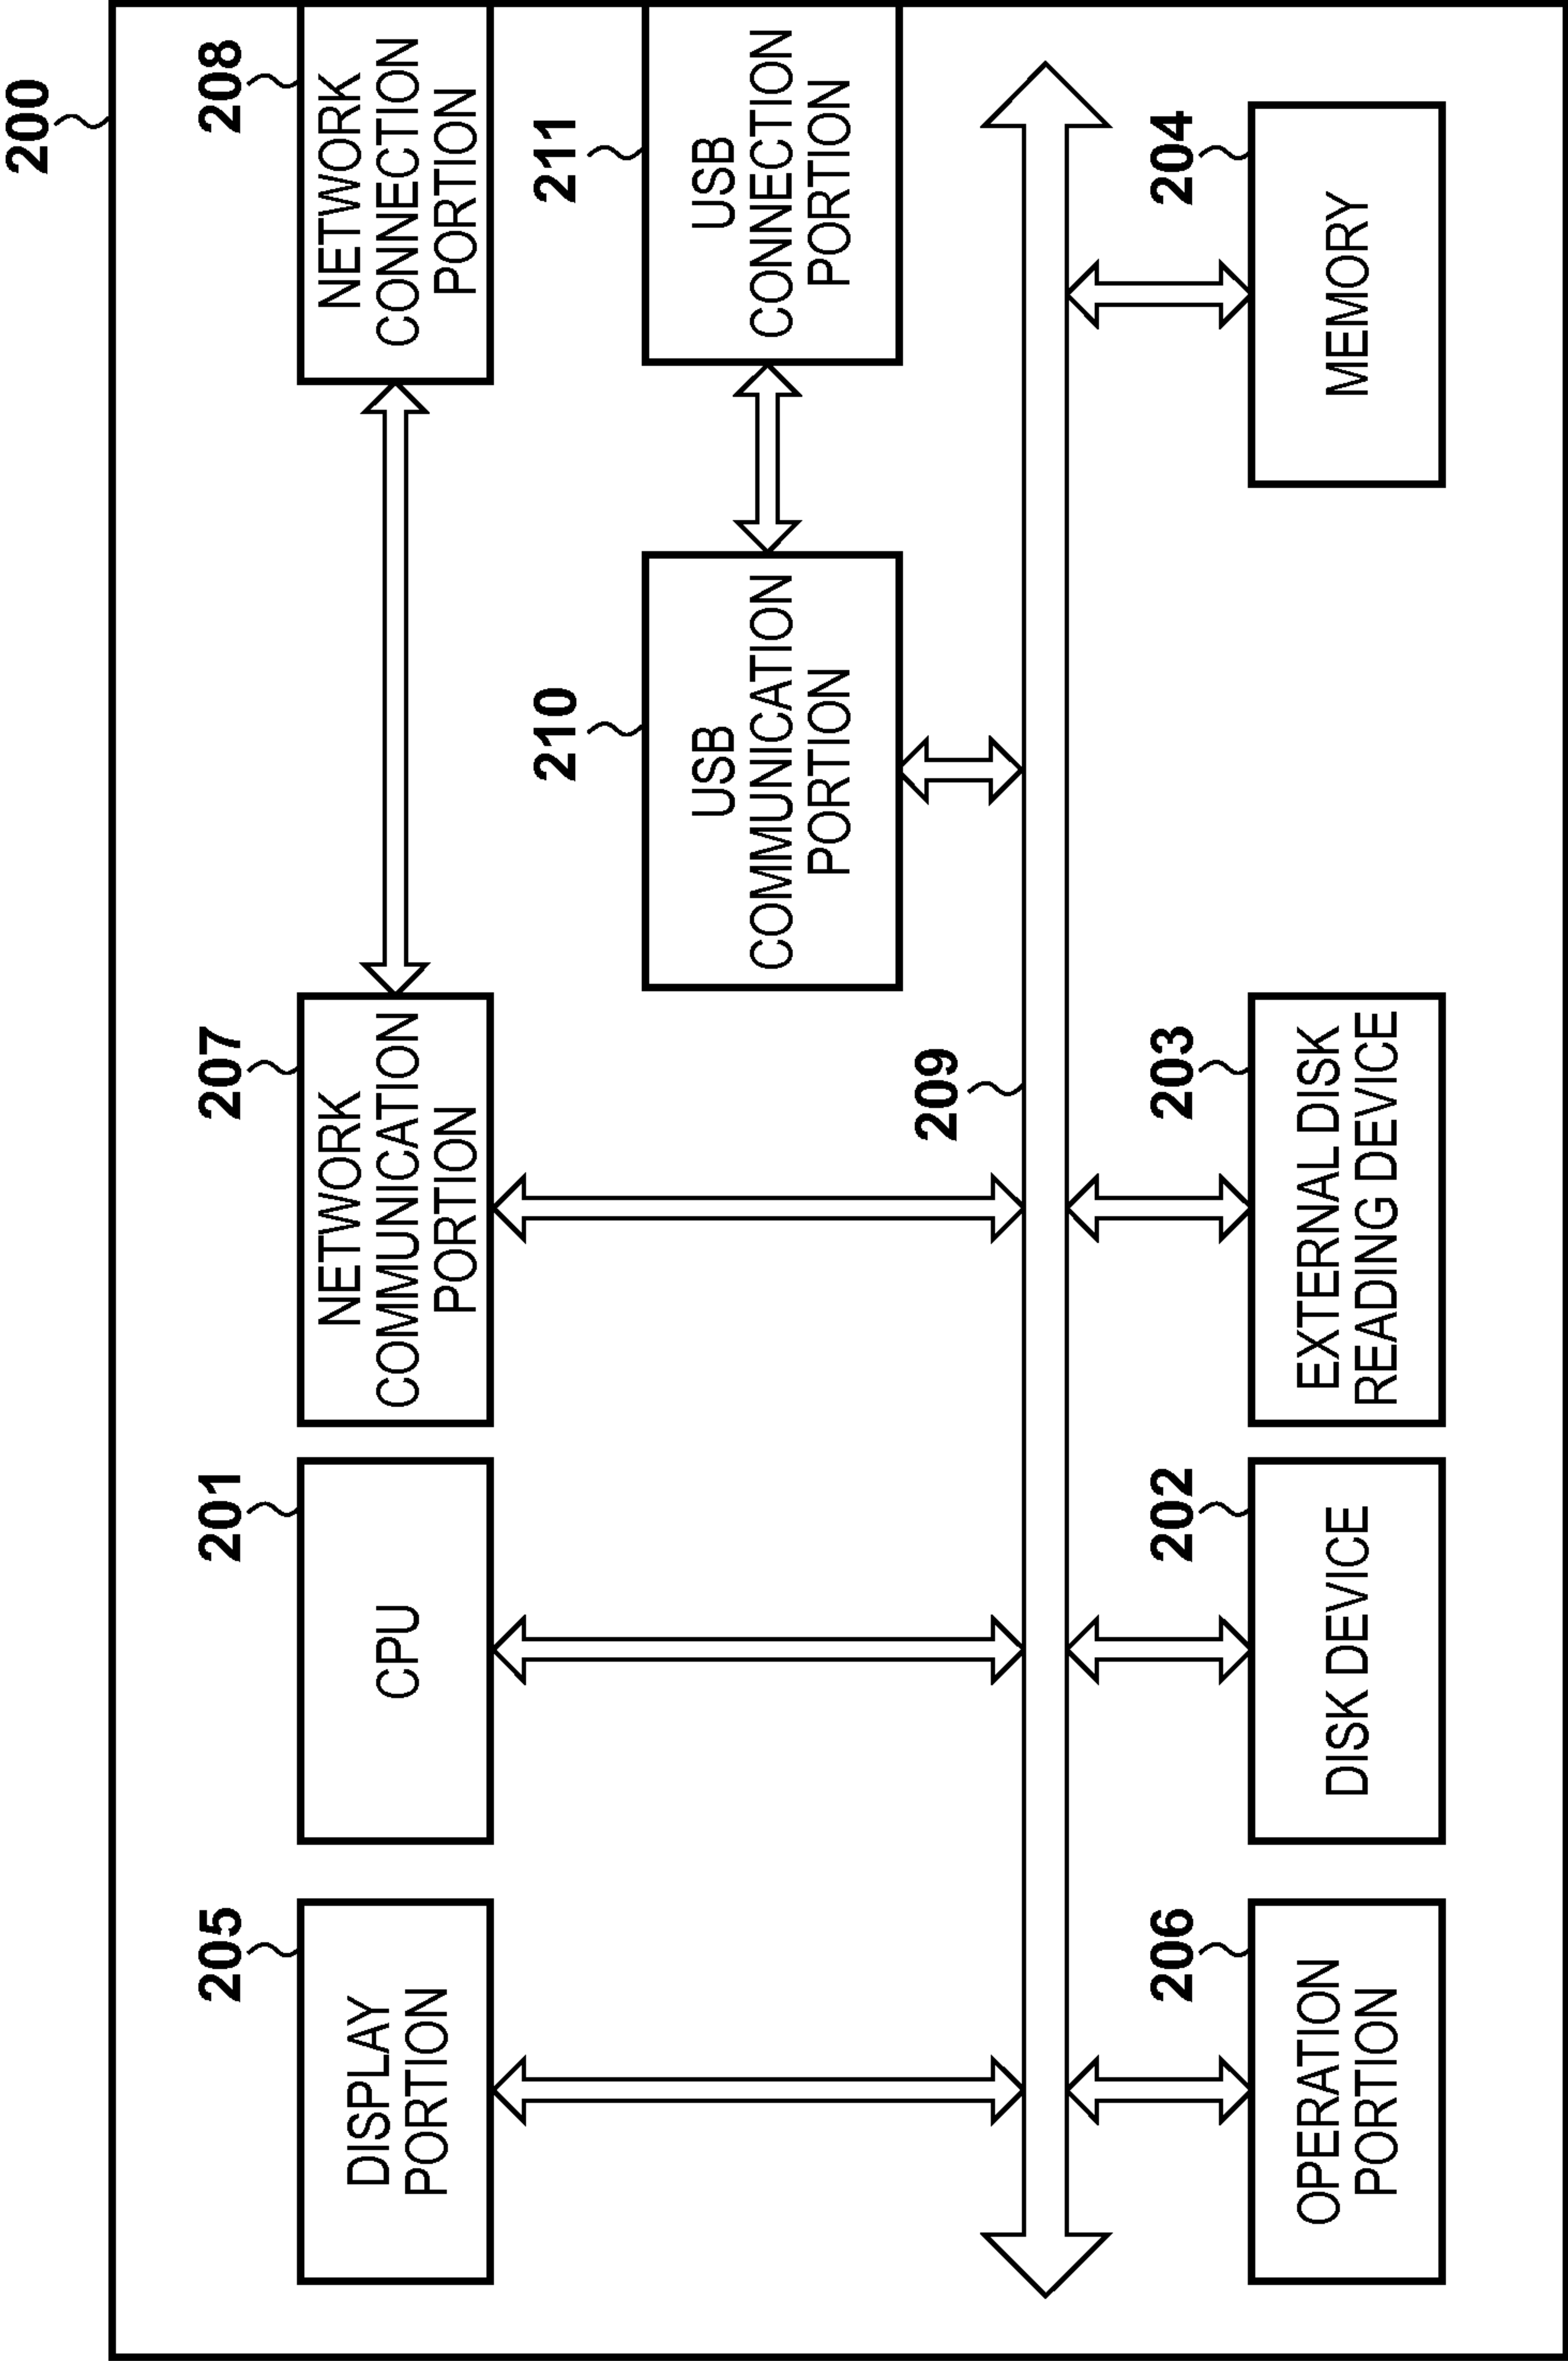 200
205
DISPLAY
PORTION
201
CPU
207
NETWORK
COMMUNICATION
PORTION
208
NETWORK
CONNECTION
PORTION
210
USB
COMMUNICATION
PORTION
211
USB
CONNECTION
PORTION
209
206
OPERATION
PORTION
202
DISK DEVICE
203
EXTERNAL DISK
READING DEVICE
204
MEMORY